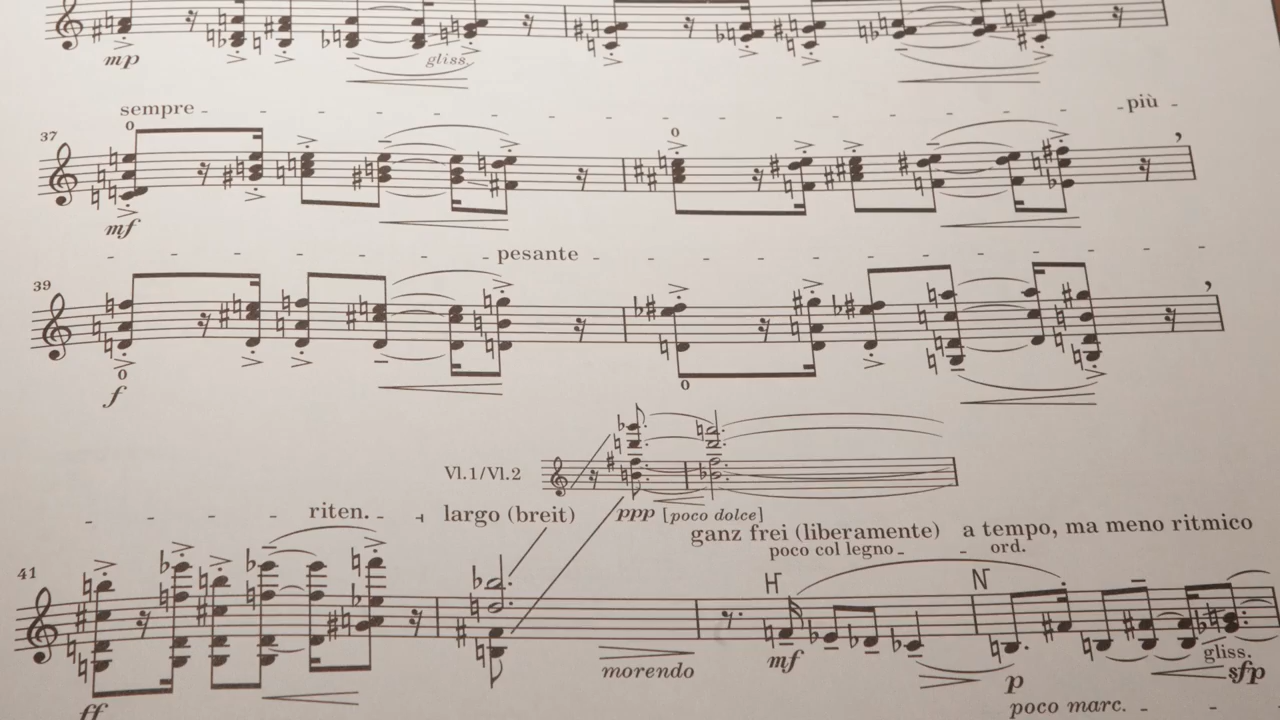 mp
gliss.
sempre più
37
mf
pesante
39
f
Vl.1/Vl.2
ppp [poco dolce]
riten. largo (breit)
ganz frei (liberamente) a tempo, ma meno ritmico
poco col legno ord.
H N
41
ff
morendo
mf
p
gliss.
sfp
poco marc.